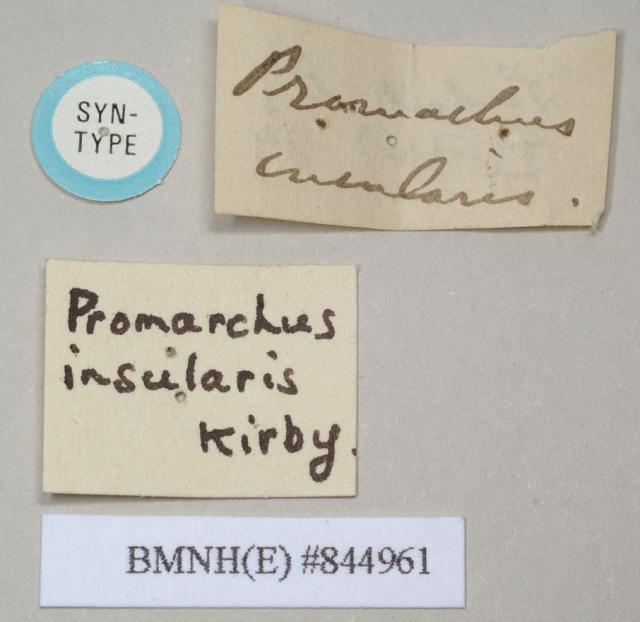 SYN-
TYPE
Promachus
insularis.
Promarchus
insularis
Kirby.
BMNH(E) #844961